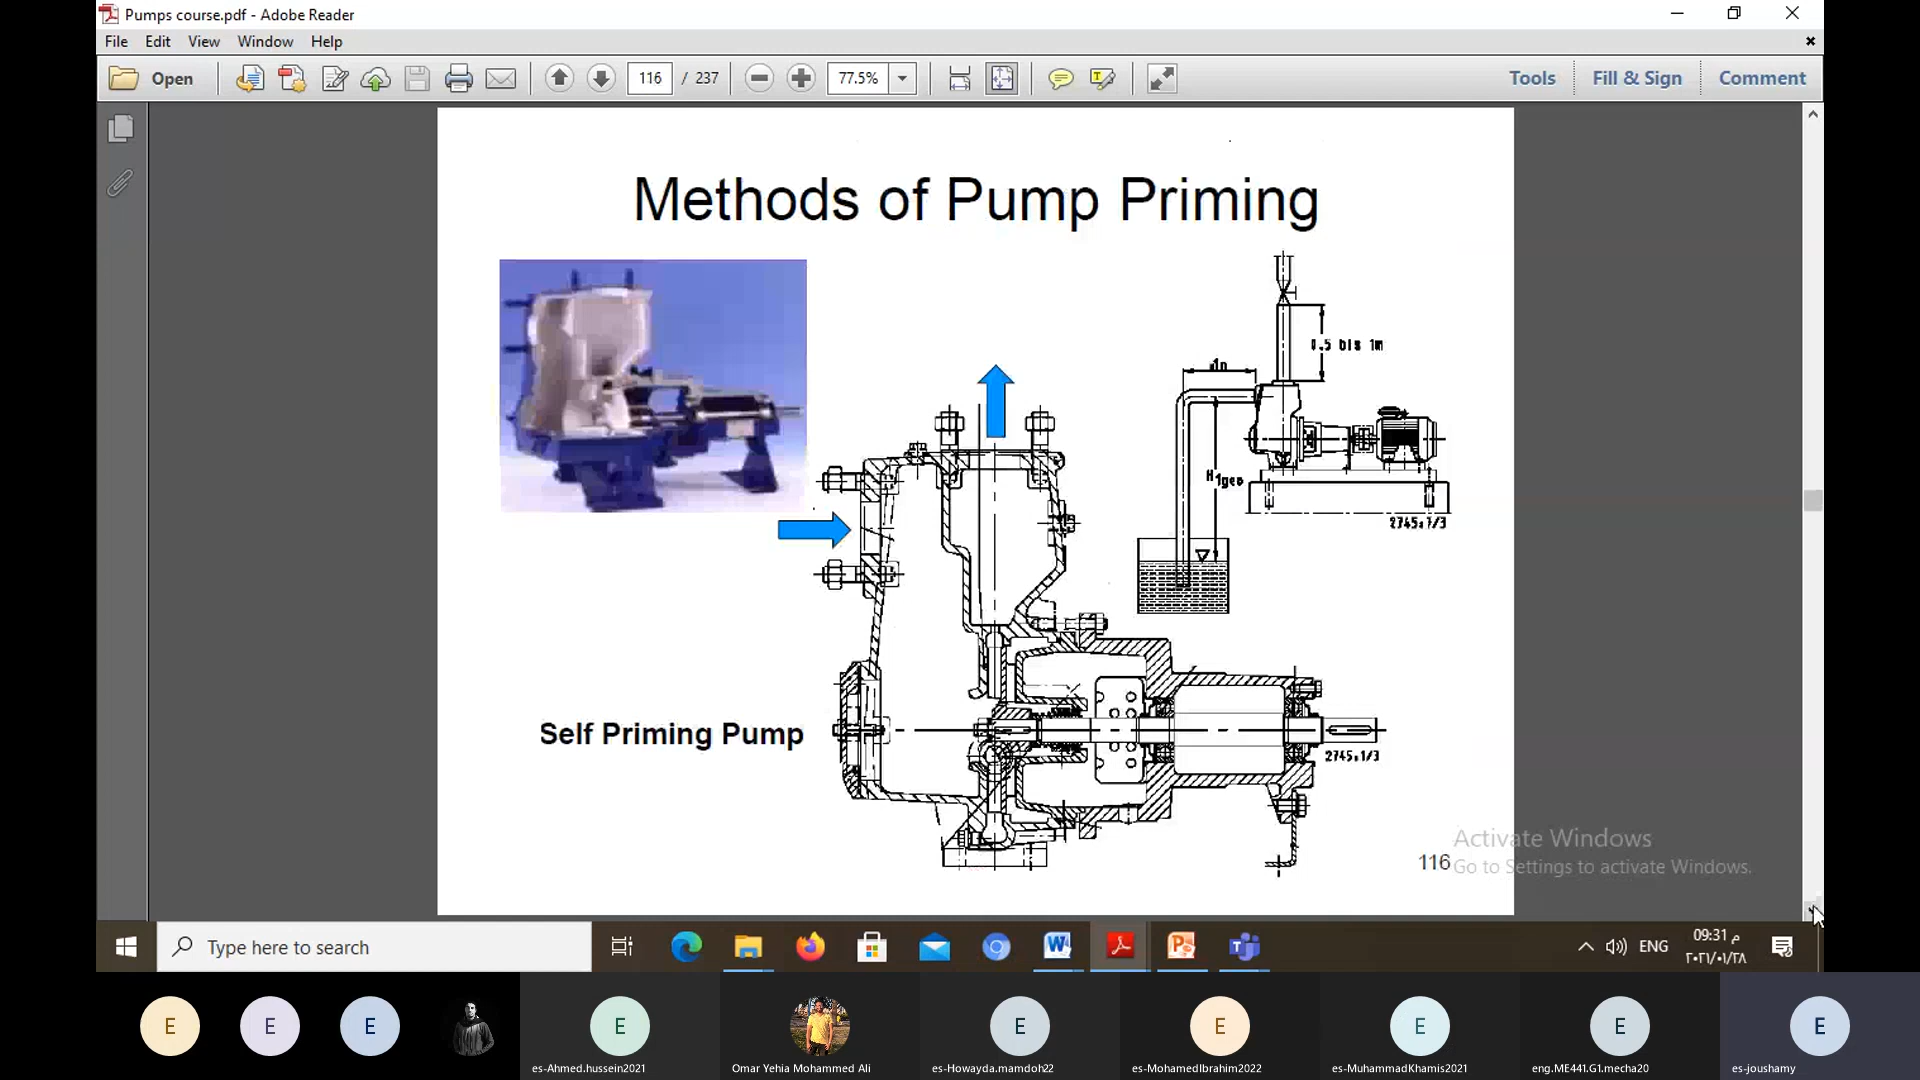 Pumps course.pdf - Adobe Reader
File Edit View Window Help
Open 116 / 237 77.5% Tools Fill & Sign Comment
Methods of Pump Priming
0.5 bis 1m
H1geo
2745.1/3
Self Priming Pump
2745.1/3
116
Activate Windows
Go to Settings to activate Windows.
Type here to search
ENG
09:31 م
٢٠٢١/٠١/٢٨
E E E E E E E E E
es-Ahmed.hussein2021 Omar Yehia Mohammed Ali es-Howayda.mamdoh22 es-MohamedIbrahim2022 es-MuhammadKhamis2021 eng.ME441.G1.mecha20 es-joushamy